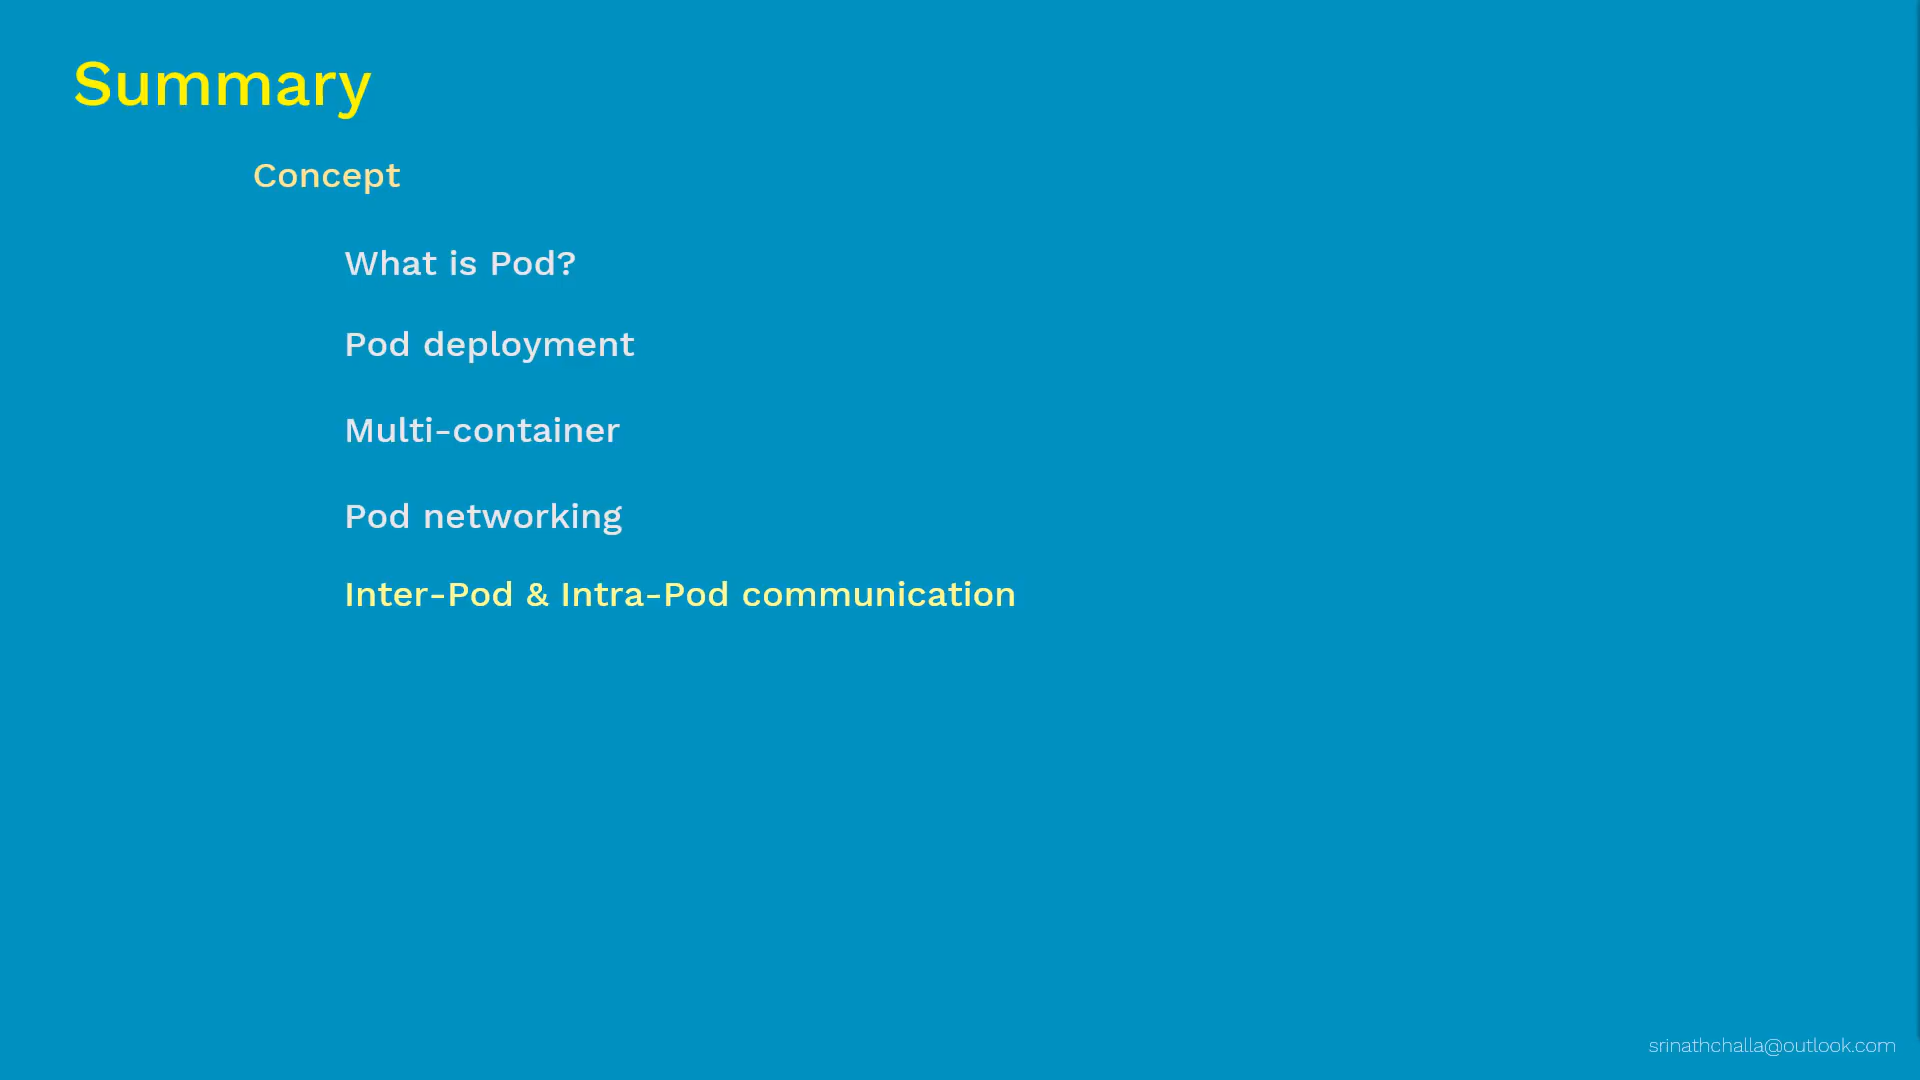 Summary
Concept
What is Pod?
Pod deployment
Multi-container
Pod networking
Inter-Pod & Intra-Pod communication
srinathchalla@outlook.com